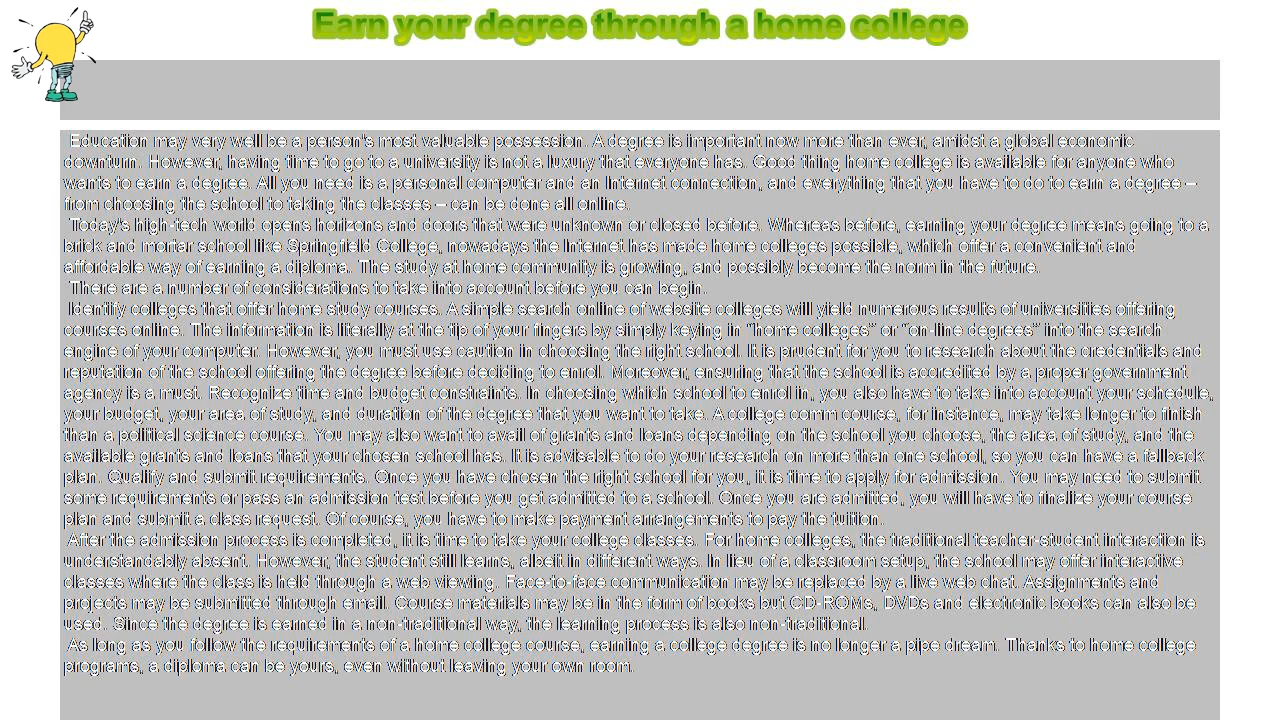 Earn your degree through a home college
Education may very well be a person's most valuable possession. A degree is important now more than ever, amidst a global economic
downturn. However, having time to go to a university is not a luxury that everyone has. Good thing home college is available for anyone who
wants to earn a degree. All you need is a personal computer and an Internet connection, and everything that you have to do to earn a degree –
from choosing the school to taking the classes – can be done all online.
Today's high-tech world opens horizons and doors that were unknown or closed before. Whereas before, earning your degree means going to a
brick and mortar school like Springfield College, nowadays the Internet has made home colleges possible, which offer a convenient and
affordable way of earning a diploma. The study at home community is growing, and possibly become the norm in the future.
There are a number of considerations to take into account before you can begin.
Identify colleges that offer home study courses. A simple search online of website colleges will yield numerous results of universities offering
courses online. The information is literally at the tip of your fingers by simply keying in “home colleges” or “on-line degrees” into the search
engine of your computer. However, you must use caution in choosing the right school. It is prudent for you to research about the credentials and
reputation of the school offering the degree before deciding to enrol. Moreover, ensuring that the school is accredited by a proper government
agency is a must. Recognize time and budget constraints. In choosing which school to enrol in, you also have to take into account your schedule,
your budget, your area of study, and duration of the degree that you want to take. A college comm course, for instance, may take longer to finish
than a political science course. You may also want to avail of grants and loans depending on the school you choose, the area of study, and the
available grants and loans that your chosen school has. It is advisable to do your research on more than one school, so you can have a fallback
plan. Qualify and submit requirements. Once you have chosen the right school for you, it is time to apply for admission. You may need to submit
some requirements or pass an admission test before you get admitted to a school. Once you are admitted, you will have to finalize your course
plan and submit a class request. Of course, you have to make payment arrangements to pay the tuition.
After the admission process is completed, it is time to take your college classes. For home colleges, the traditional teacher-student interaction is
understandably absent. However, the student still learns, albeit in different ways. In lieu of a classroom setup, the school may offer interactive
classes where the class is held through a web viewing. Face-to-face communication may be replaced by a live web chat. Assignments and
projects may be submitted through email. Course materials may be in the form of books but CD-ROMs, DVDs and electronic books can also be
used. Since the degree is earned in a non-traditional way, the learning process is also non-traditional.
As long as you follow the requirements of a home college course, earning a college degree is no longer a pipe dream. Thanks to home college
programs, a diploma can be yours, even without leaving your own room.